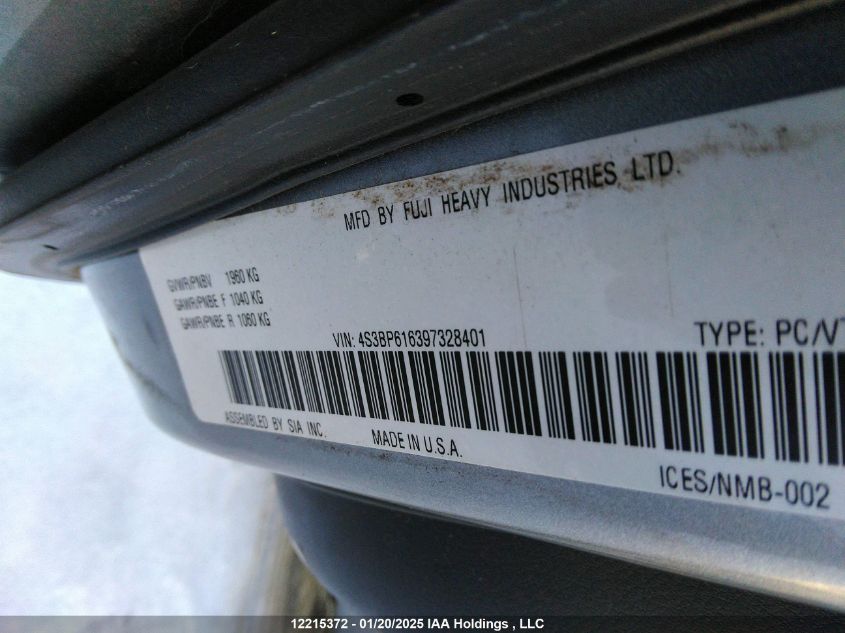 MFD BY FUJI HEAVY INDUSTRIES, LTD.
GVWR/PNBV 1960 KG
GAWR/PNBE F 1040 KG
GAWR/PNBE R 1060 KG
VIN: 4S3BP616397328401
TYPE: PC/VT
ASSEMBLED BY SIA INC.
MADE IN U.S.A.
ICES/NMB-002
12215372 - 01/20/2025 IAA Holdings , LLC